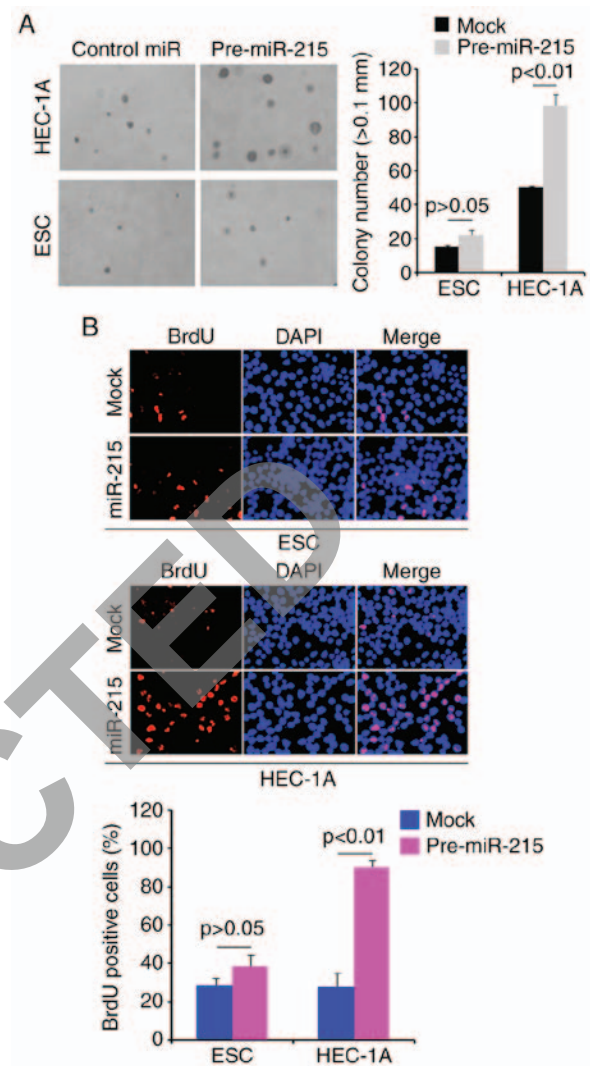 A
Control miR Pre-miR-215
HEC-1A
ESC
Mock
Pre-miR-215
Colony number (>0.1 mm)
120
100
80
60
40
20
0
p>0.05
p<0.01
ESC HEC-1A
B
BrdU DAPI Merge
Mock
miR-215
ESC
BrdU DAPI Merge
Mock
miR-215
HEC-1A
BrdU positive cells (%)
120
100
80
60
40
20
0
p>0.05
p<0.01
Mock
Pre-miR-215
ESC HEC-1A
CTED